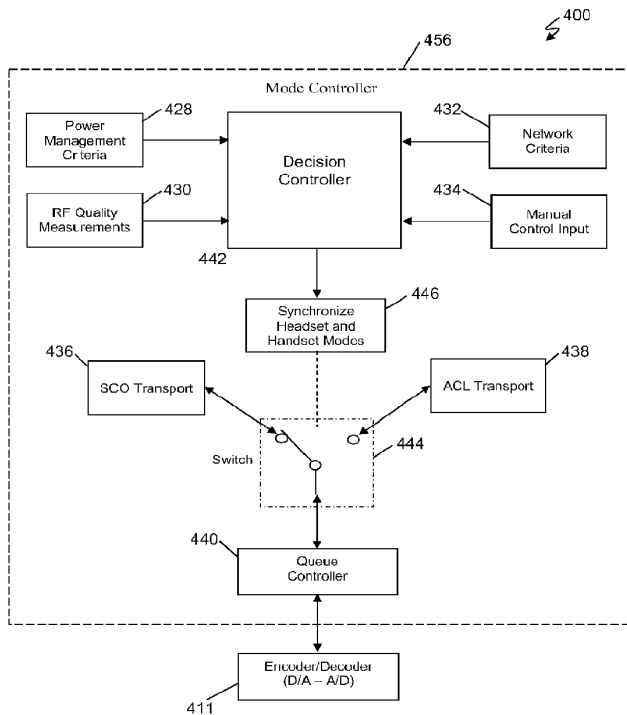 400
456
Mode Controller
428
Power
Management
Criteria
Decision
Controller
432
Network
Criteria
430
RF Quality
Measurements
434
Manual
Control Input
442
446
Synchronize
Headset and
Handset Modes
436
SCO Transport
438
ACL Transport
Switch
444
440
Queue
Controller
Encoder/Decoder
(D/A – A/D)
411